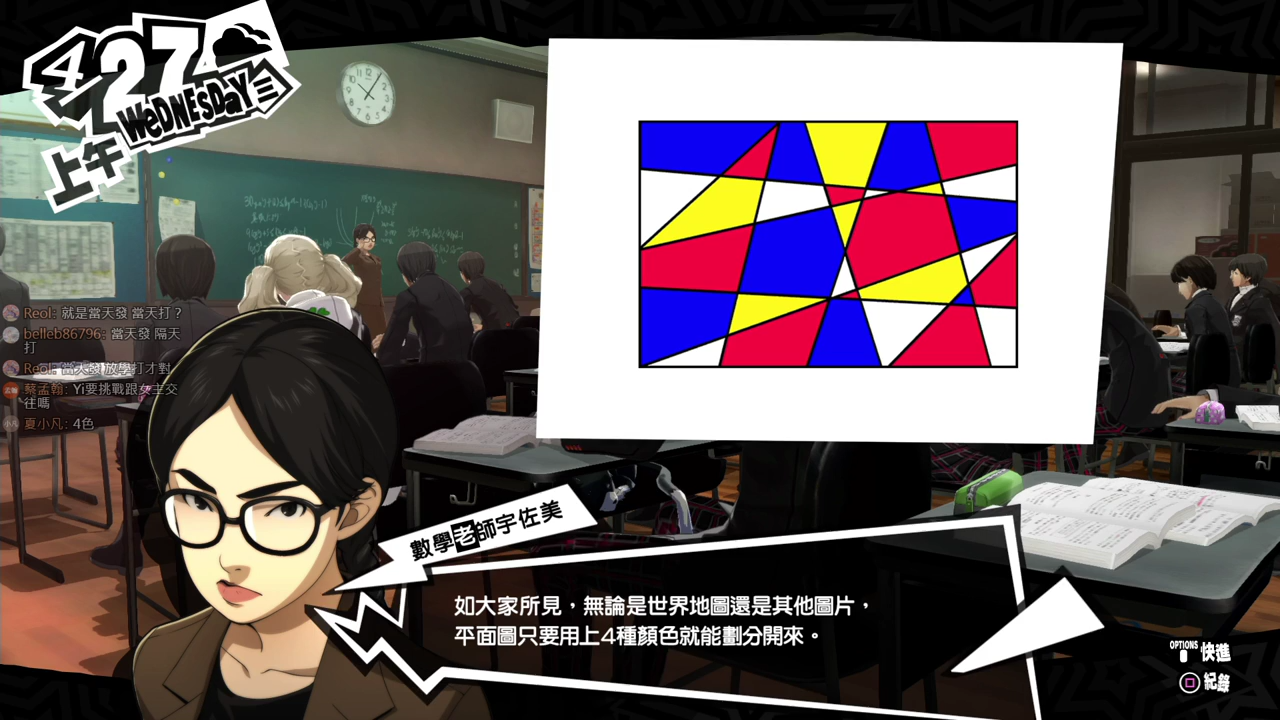 4/27
WeDNESDaY
上午
Reol: 就是當天發 當天打？
belleb86796: 當天發 隔天
打
Reol: 當天發 放學打才對
蔡孟翰: Yi要挑戰跟女主交
往嗎
夏小凡: 4色
數學老師宇佐美
如大家所見，無論是世界地圖還是其他圖片，
平面圖只要用上4種顏色就能劃分開來。
OPTIONS 快進
紀錄